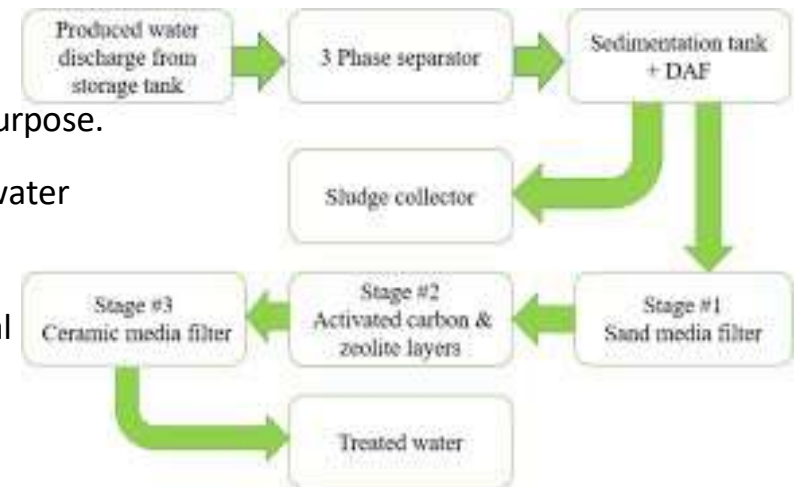 Produced water
discharge from
storage tank
3 Phase separator
Sedimentation tank
+ DAF
urpose.
vater
Sludge collector
al
Stage #3
Ceramic media filter
Stage #2
Activated carbon &
zeolite layers
Stage #1
Sand media filter
Treated water